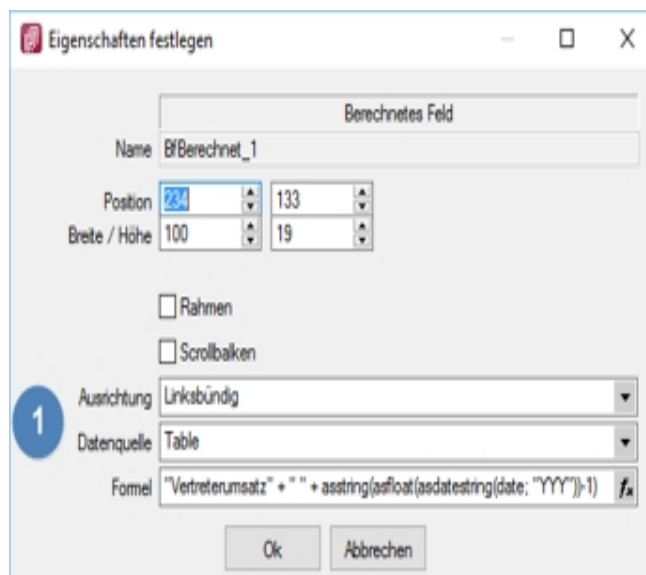 Eigenschaften festlegen
Berechnetes Feld
Name BfBerechnet_1
Position 234 133
Breite / Höhe 100 19
Rahmen
Scrollbalken
1
Ausrichtung Linksbündig
Datenquelle Table
Formel "Vertreterumsatz" + " " + asstring(asfloat(asdatestring(date; "YYY"))-1) fx
Ok Abbrechen